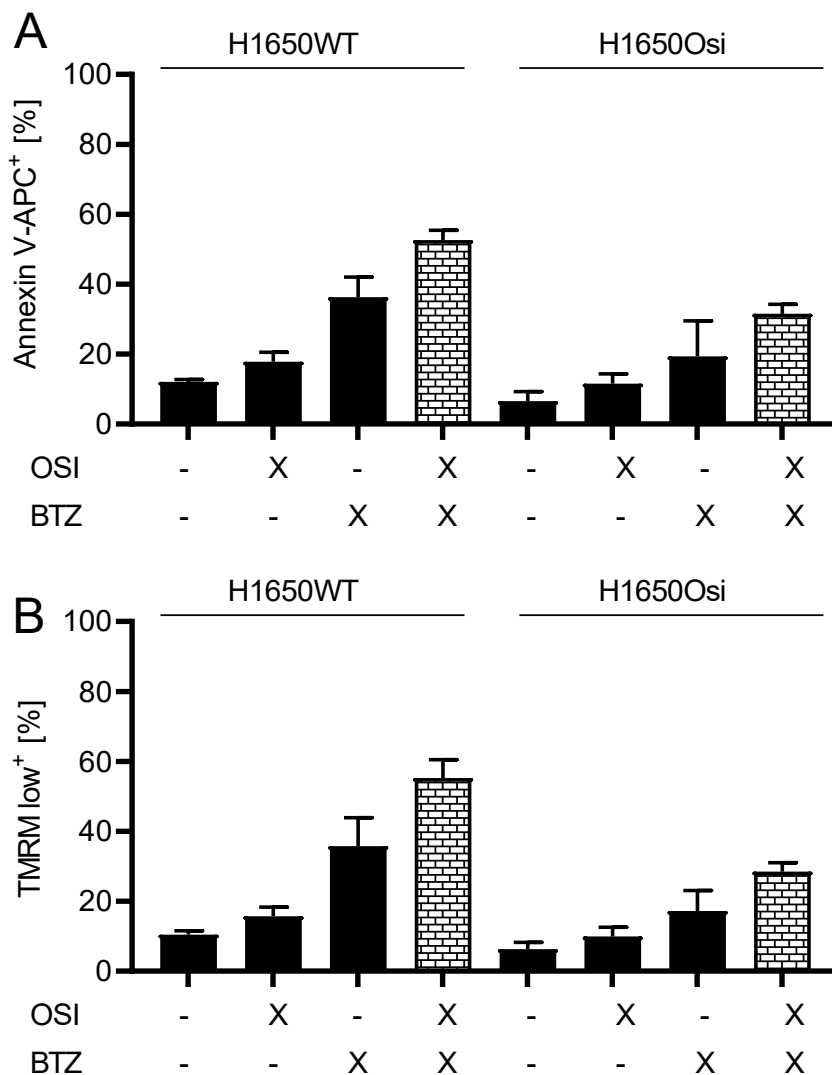 A
H1650WT H1650Osi
Annexin V-APC⁺ [%]
100
80
60
40
20
0
OSI - X - X - X - X
BTZ - - X X - - X X
B
H1650WT H1650Osi
TMRM low⁺ [%]
100
80
60
40
20
0
OSI - X - X - X - X
BTZ - - X X - - X X